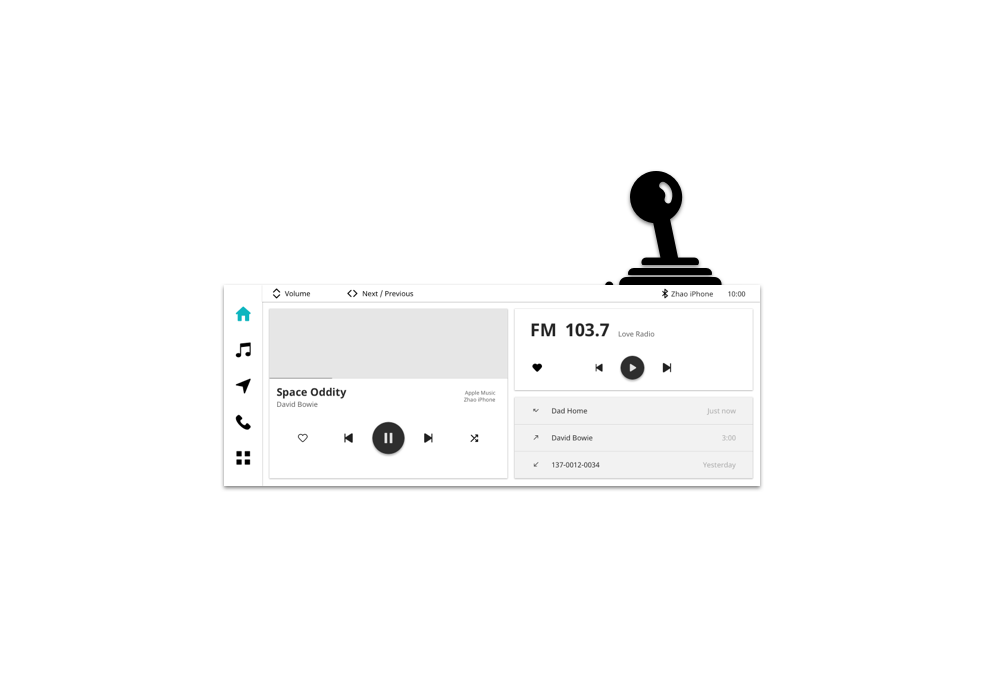 Volume
Next / Previous
Zhao iPhone
10:00
Space Oddity
David Bowie
Apple Music
Zhao iPhone
FM 103.7 Love Radio
Dad Home Just now
David Bowie 3:00
137-0012-0034 Yesterday